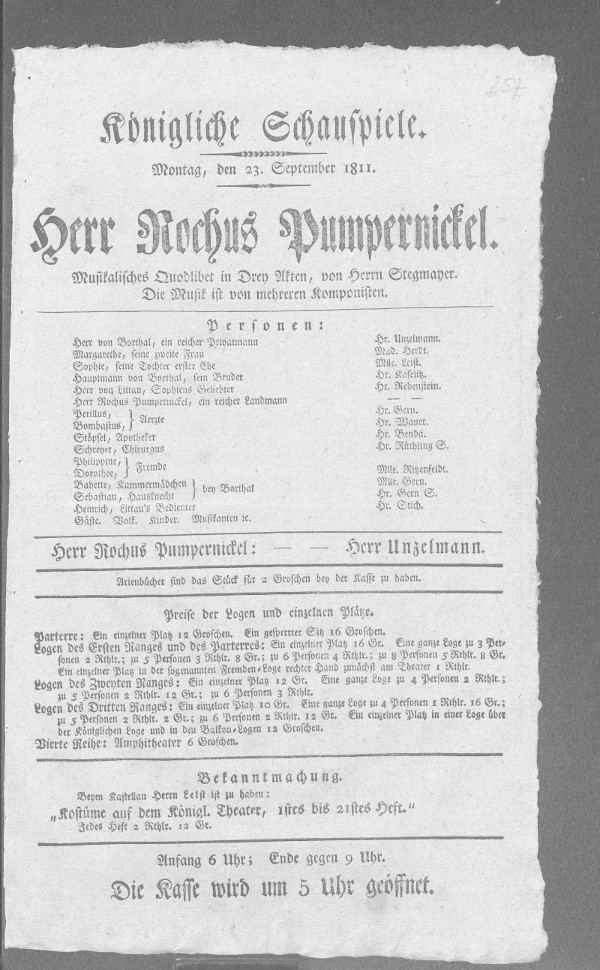 257
Königliche Schauspiele.
Montag, den 23. September 1811.
Herr Rochus Pumpernickel.
Musikalisches Quodlibet in Drey Akten, von Herrn Stegmayer.
Die Musik ist von mehreren Komponisten.
Personen:
Herr von Borthal, ein reicher Privatmann Hr. Unzelmann.
Margarethe, seine zweite Frau Mad. Herdt.
Sophie, seine Tochter erster Ehe Mlle. Leist.
Hauptmann von Borthal, sein Bruder Hr. Kaselitz.
Herr von Littau, Sophiens Geliebter Hr. Rebenstein.
Herr Rochus Pumpernickel, ein reicher Landmann — —
Perillus, } Aerzte Hr. Gern.
Bombastus, Hr. Wauer.
Stößel, Apotheker Hr. Benda.
Schreyer, Chirurgus Hr. Rüthling S.
Philippine, } Fremde
Dorothee, Mlle. Ritzenfeldt.
Babette, Kammermädchen } bey Borthal Mlle. Gern.
Sebastian, Hausknecht Hr. Gern S.
Heinrich, Littau's Bedienter Hr. Stich.
Gäste. Volk. Kinder. Musikanten ꝛc.
Herr Rochus Pumpernickel: — — Herr Unzelmann.
Arienbücher sind das Stück für 2 Groschen bey der Kasse zu haben.
Preise der Logen und einzelnen Plätze.
Parterre: Ein einzelner Platz 12 Groschen. Ein gesperrter Sitz 16 Groschen.
Logen des Ersten Ranges und des Parterres: Ein einzelner Platz 16 Gr. Eine ganze Loge zu 3 Per-
sonen 2 Rthlr.; zu 5 Personen 3 Rthlr. 8 Gr.; zu 6 Personen 4 Rthlr.; zu 8 Personen 5 Rthlr. 8 Gr.
Ein einzelner Platz in der sogenannten Fremden-Loge rechter Hand zunächst am Theater 1 Rthlr.
Logen des Zweyten Ranges: Ein einzelner Platz 12 Gr. Eine ganze Loge zu 4 Personen 2 Rthlr.;
zu 5 Personen 2 Rthlr. 12 Gr.; zu 6 Personen 3 Rthlr.
Logen des Dritten Ranges: Ein einzelner Platz 10 Gr. Eine ganze Loge zu 4 Personen 1 Rthlr. 16 Gr.;
zu 5 Personen 2 Rthlr. 2 Gr.; zu 6 Personen 2 Rthlr. 12 Gr. Ein einzelner Platz in einer Loge über
der Königlichen Loge und in den Balkon-Logen 12 Groschen.
Vierte Reihe: Amphitheater 6 Groschen.
Bekanntmachung.
Beym Kastellan Herrn Leist ist zu haben:
„Kostüme auf dem Königl. Theater, 1stes bis 21stes Heft.“
Jedes Heft 2 Rthlr. 12 Gr.
Anfang 6 Uhr; Ende gegen 9 Uhr.
Die Kasse wird um 5 Uhr geöffnet.